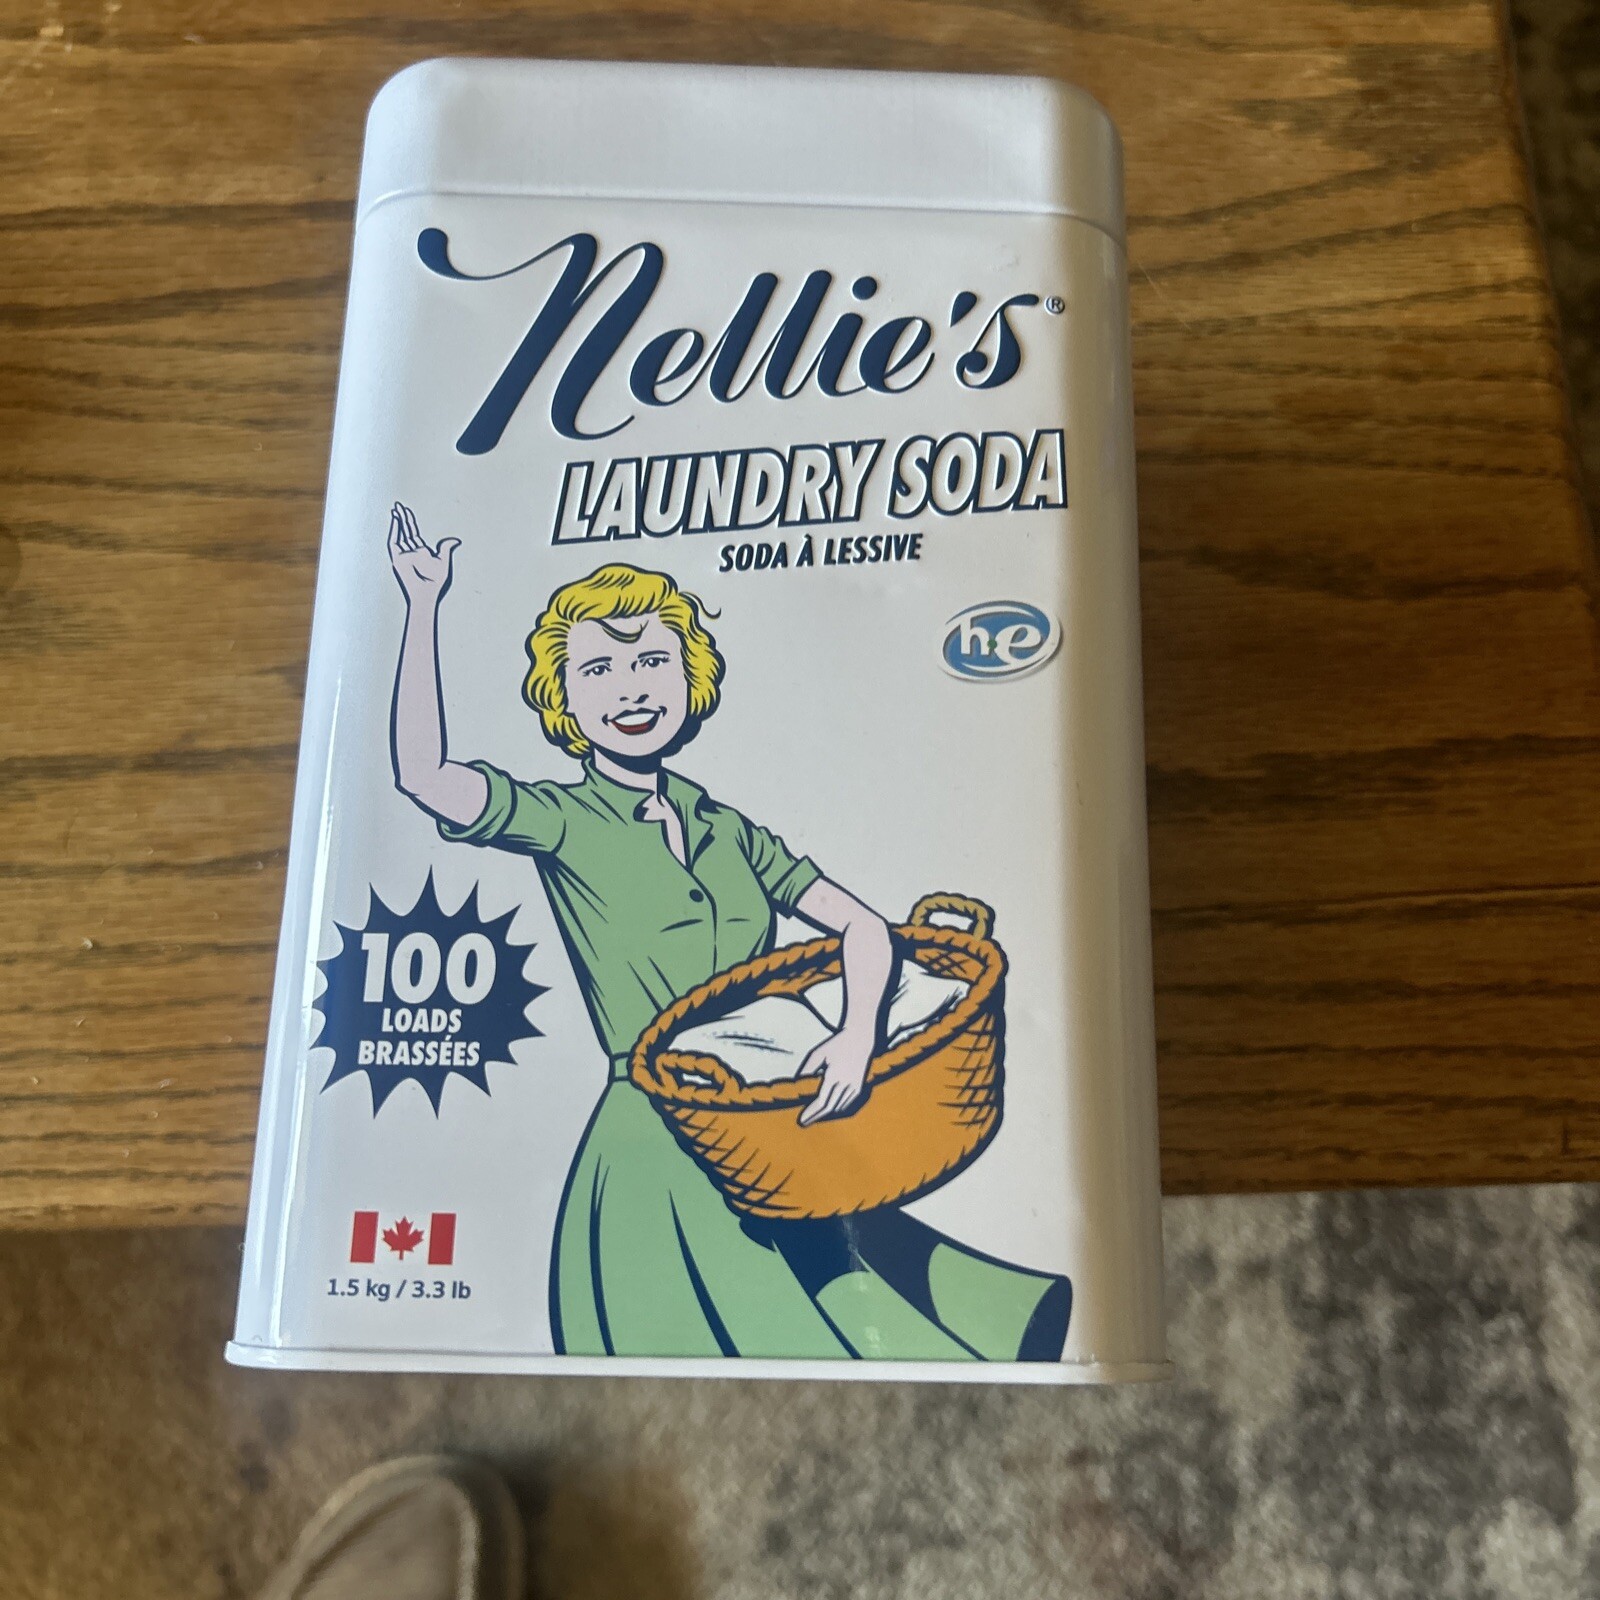 Nellie's®
LAUNDRY SODA
SODA À LESSIVE
he
100
LOADS
BRASSÉES
1.5 kg / 3.3 lb